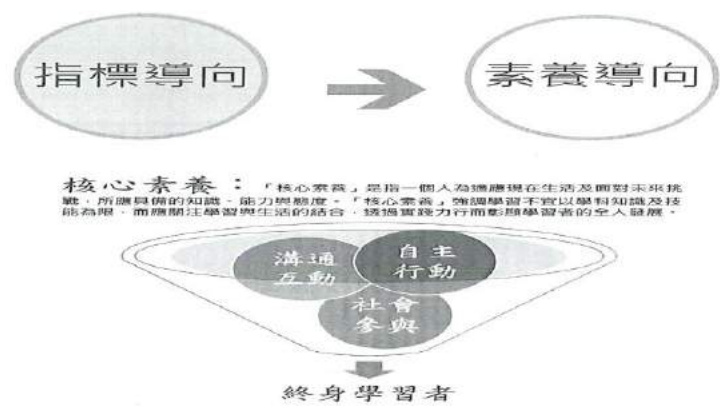 指標導向
素養導向
核心素養：「核心素養」是指一個人為適應現在生活及面對未來挑
戰，所應具備的知識、能力與態度。「核心素養」強調學習不宜以學科知識及技
能為限，而應關注學習與生活的結合，透過實踐力行而彰顯學習者的全人發展。
溝通
互動
自主
行動
社會
參與
終身學習者